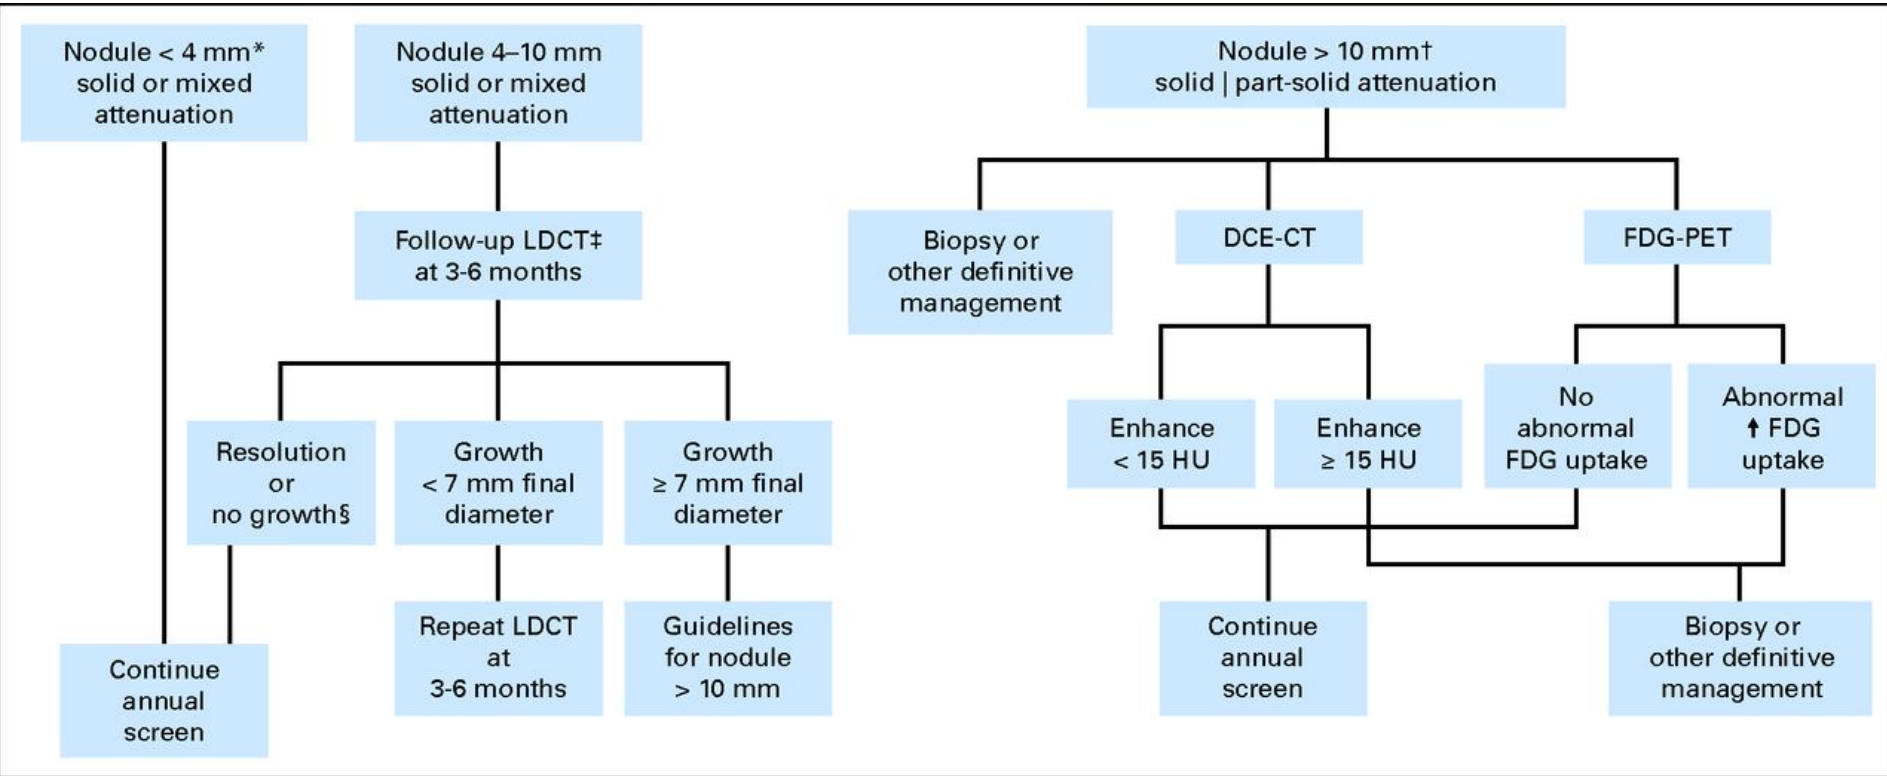 Nodule < 4 mm*
solid or mixed
attenuation
Nodule 4–10 mm
solid or mixed
attenuation
Nodule > 10 mm†
solid | part-solid attenuation
Follow-up LDCT‡
at 3-6 months
Biopsy or
other definitive
management
DCE-CT
FDG-PET
Resolution
or
no growth§
Growth
< 7 mm final
diameter
Growth
≥ 7 mm final
diameter
Enhance
< 15 HU
Enhance
≥ 15 HU
No
abnormal
FDG uptake
Abnormal
⬆ FDG
uptake
Continue
annual
screen
Repeat LDCT
at
3-6 months
Guidelines
for nodule
> 10 mm
Continue
annual
screen
Biopsy or
other definitive
management